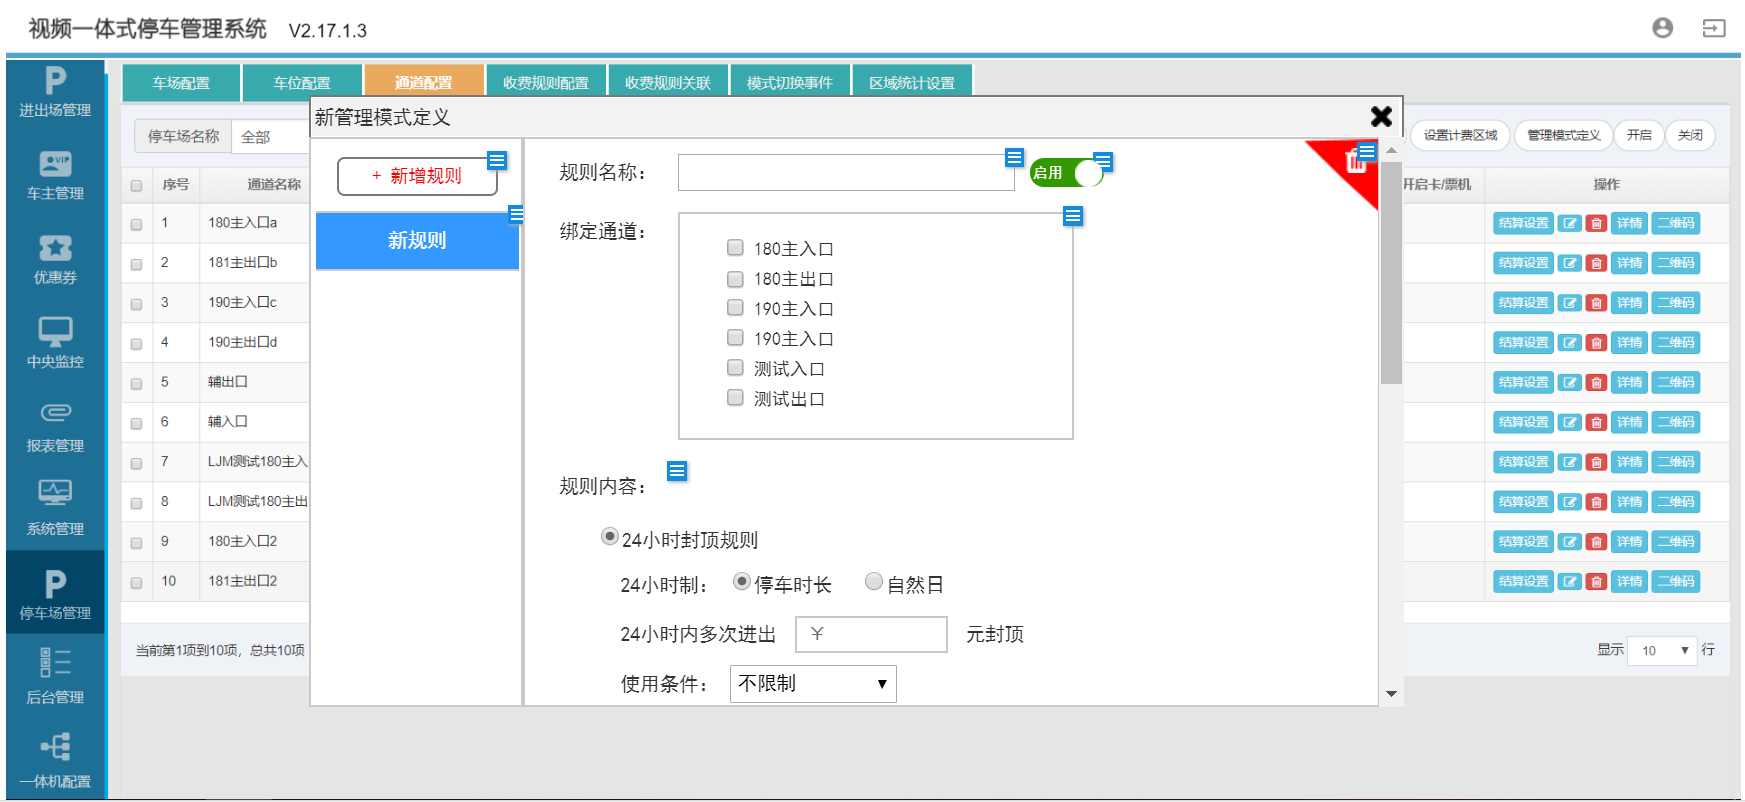 视频一体式停车管理系统 V2.17.1.3
进出场管理
车主管理
优惠券
中央监控
报表管理
系统管理
停车场管理
后台管理
一体机配置
车场配置 车位配置 通道配置 收费规则配置 收费规则关联 模式切换事件 区域统计设置
停车场名称 全部
设置计费区域 管理模式定义 开启 关闭
序号 通道名称 开启卡/票机 操作
1 180主入口a 结算设置 详情 二维码
2 181主出口b 结算设置 详情 二维码
3 190主入口c 结算设置 详情 二维码
4 190主出口d 结算设置 详情 二维码
5 辅出口 结算设置 详情 二维码
6 辅入口 结算设置 详情 二维码
7 LJM测试180主入 结算设置 详情 二维码
8 LJM测试180主出 结算设置 详情 二维码
9 180主入口2 结算设置 详情 二维码
10 181主出口2 结算设置 详情 二维码
当前第1项到10项，总共10项
显示 10 行
新管理模式定义
+ 新增规则
新规则
规则名称：
启用
绑定通道：
180主入口
180主出口
190主入口
190主入口
测试入口
测试出口
规则内容：
24小时封顶规则
24小时制： 停车时长 自然日
24小时内多次进出 ￥ 元封顶
使用条件： 不限制